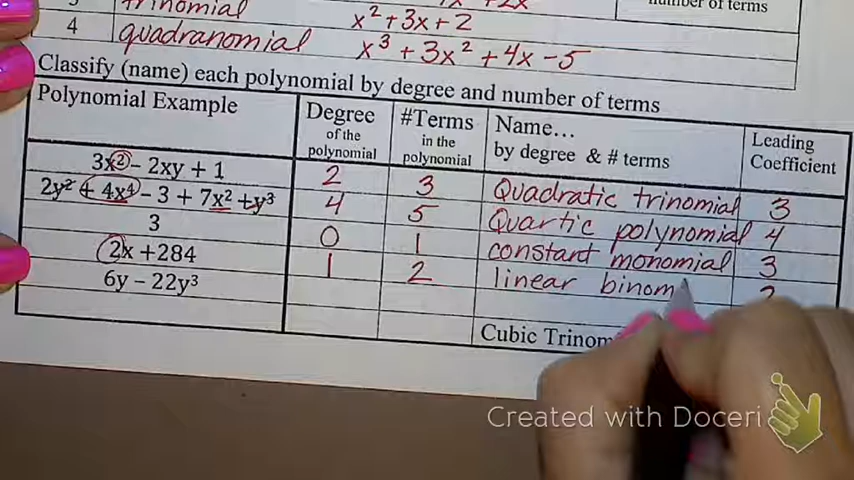 number of terms
trinomial
x² + 3x + 2
4 quadranomial x³ + 3x² + 4x - 5
Classify (name) each polynomial by degree and number of terms
Polynomial Example Degree of the polynomial #Terms in the polynomial Name... by degree & # terms Leading Coefficient
3x² - 2xy + 1 2 3 Quadratic trinomial 3
2y² + 4x⁴ - 3 + 7x² + y³ 4 5 Quartic polynomial 4
3 0 1 constant monomial 3
2x +284 1 2 linear binom 2
6y – 22y³
Cubic Trinom
Created with Doceri